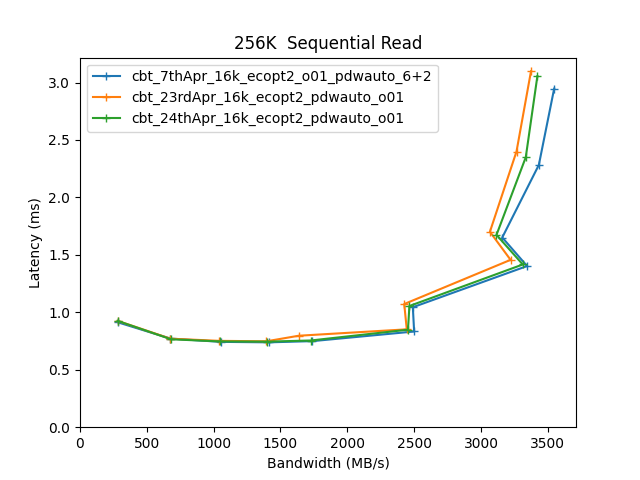 256K  Sequential Read
cbt_7thApr_16k_ecopt2_o01_pdwauto_6+2
cbt_23rdApr_16k_ecopt2_pdwauto_o01
cbt_24thApr_16k_ecopt2_pdwauto_o01
Latency (ms)
3.0
2.5
2.0
1.5
1.0
0.5
0.0
0 500 1000 1500 2000 2500 3000 3500
Bandwidth (MB/s)